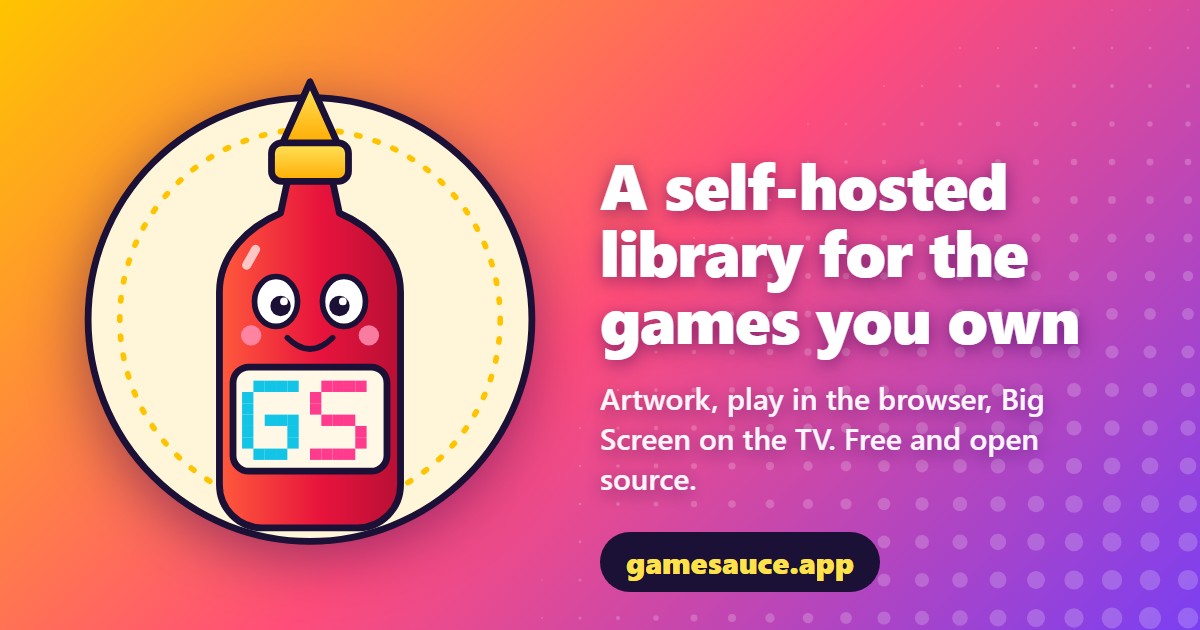 GS
A self-hosted
library for the
games you own
Artwork, play in the browser, Big
Screen on the TV. Free and open
source.
gamesauce.app